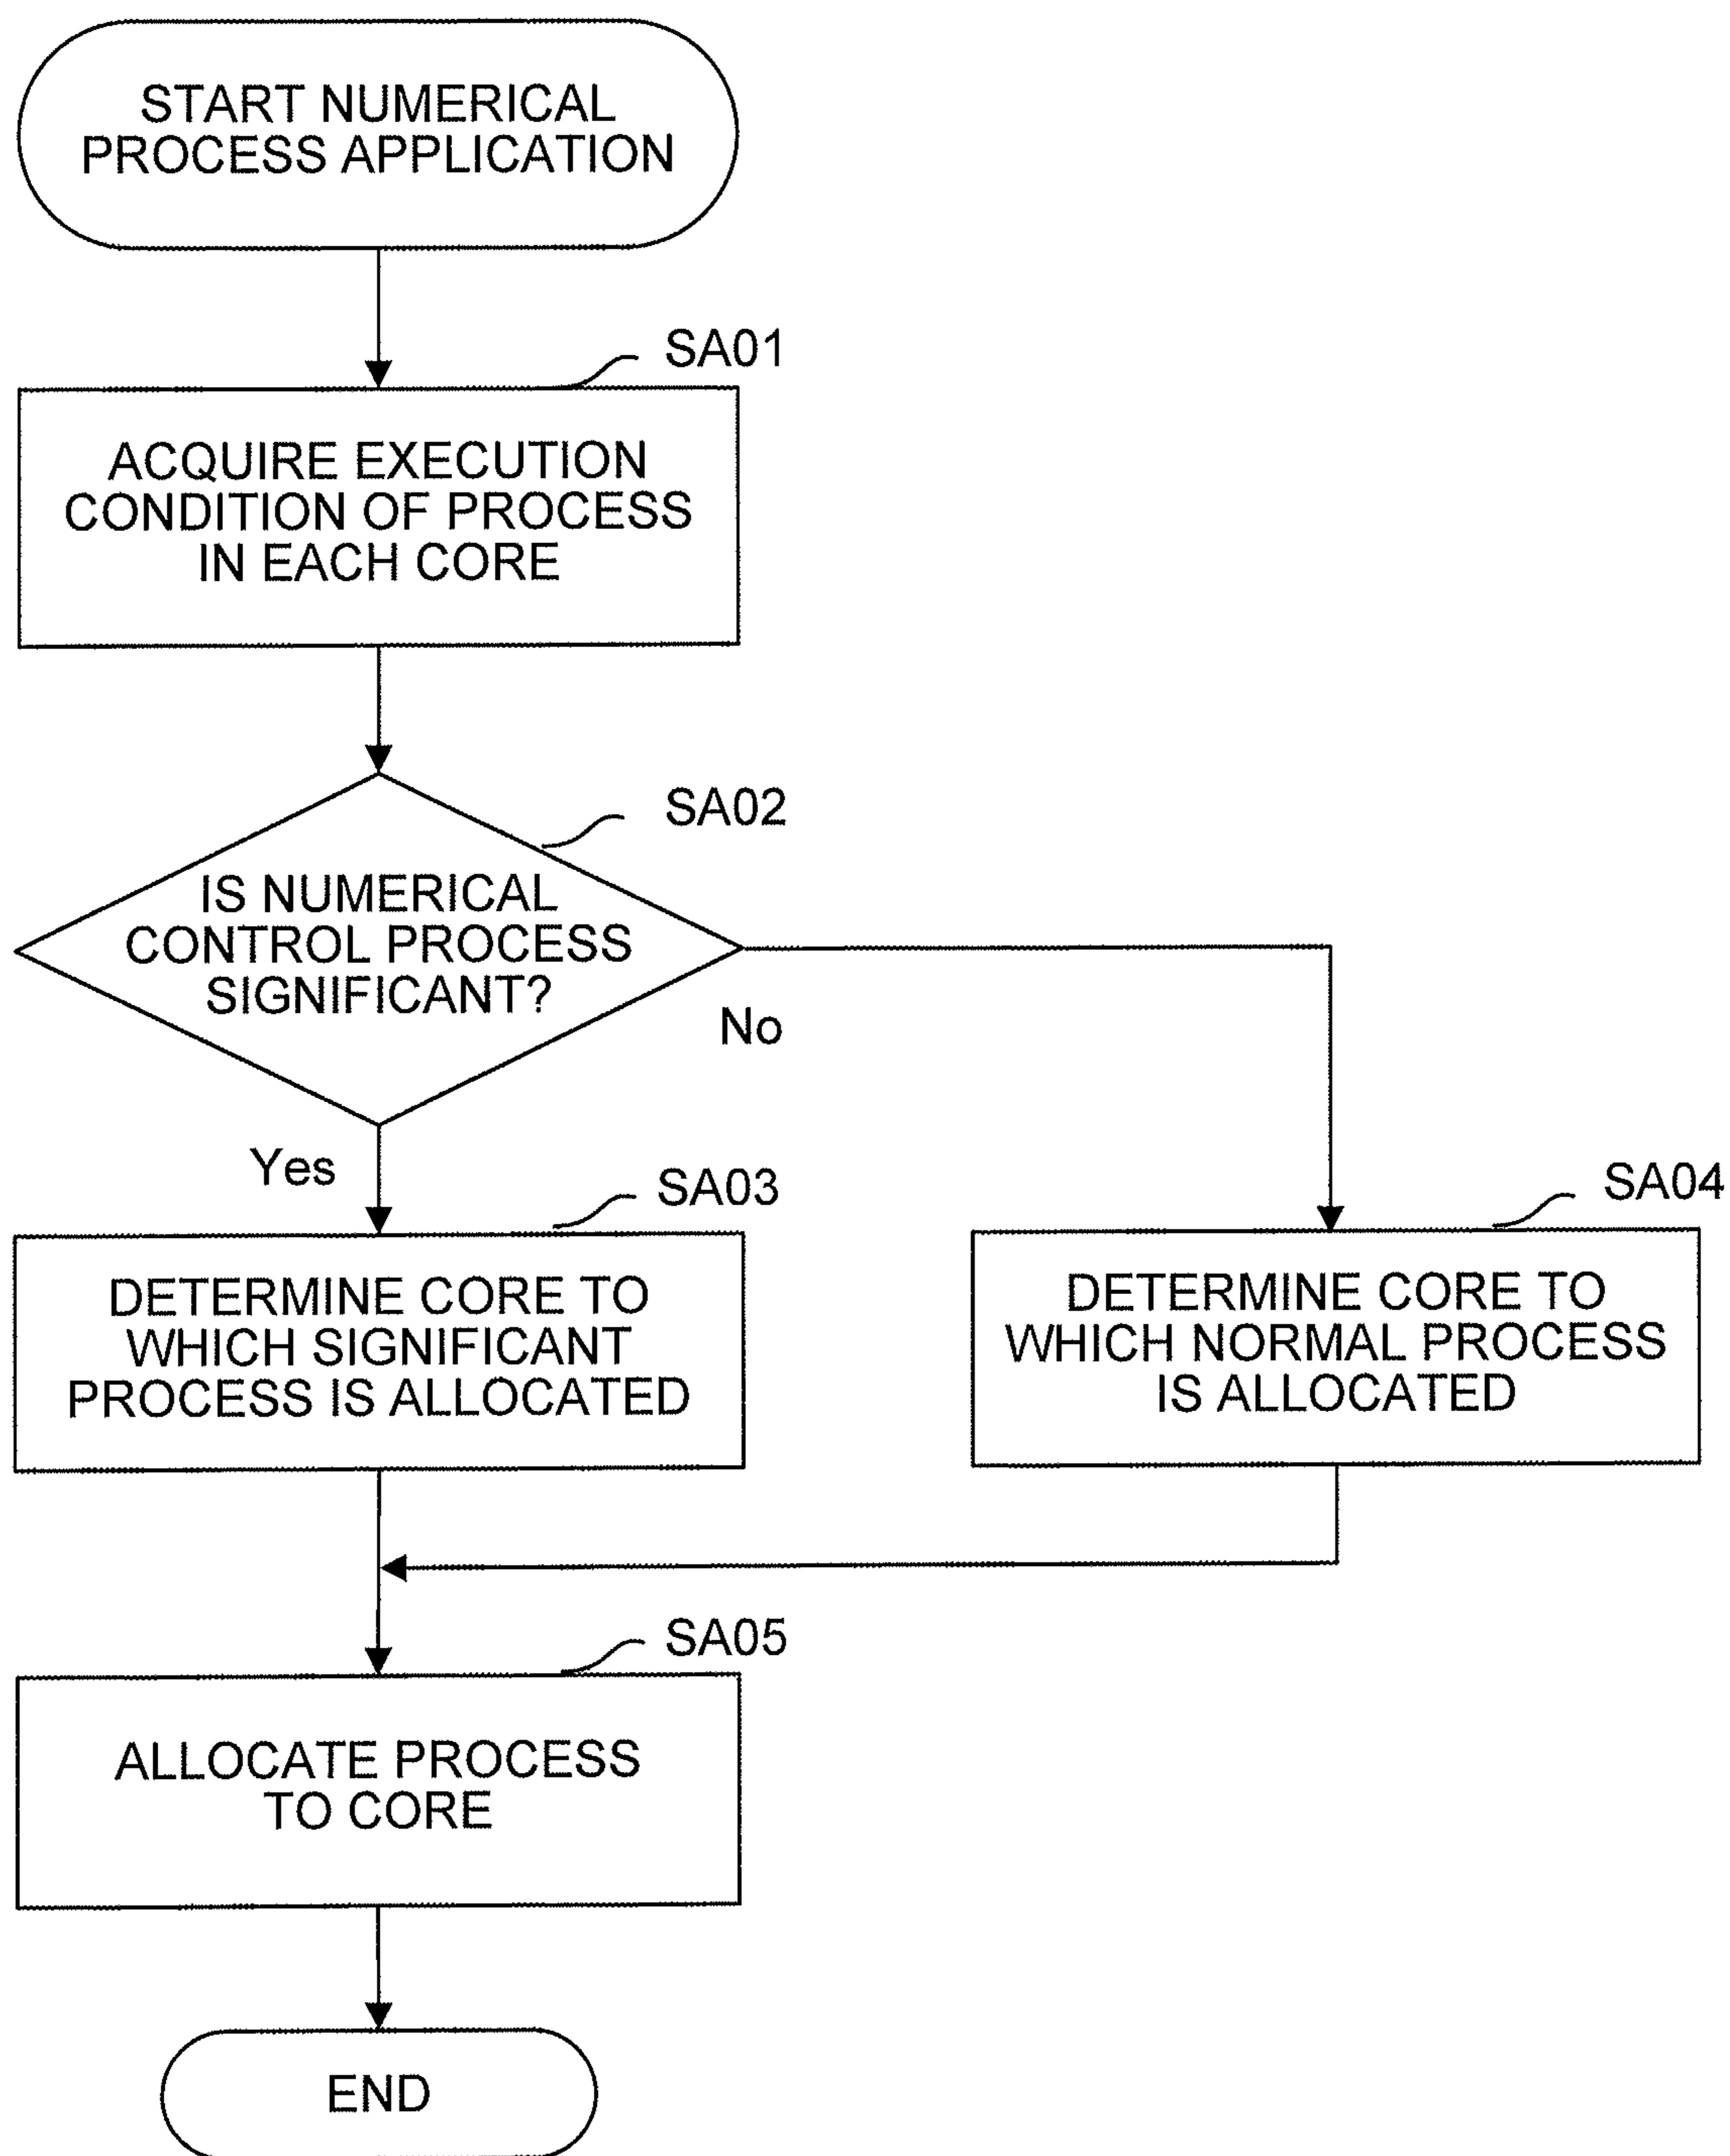 START NUMERICAL
PROCESS APPLICATION
SA01
ACQUIRE EXECUTION
CONDITION OF PROCESS
IN EACH CORE
SA02
IS NUMERICAL
CONTROL PROCESS
SIGNIFICANT?
No
Yes
SA03
DETERMINE CORE TO
WHICH SIGNIFICANT
PROCESS IS ALLOCATED
SA04
DETERMINE CORE TO
WHICH NORMAL PROCESS
IS ALLOCATED
SA05
ALLOCATE PROCESS
TO CORE
END